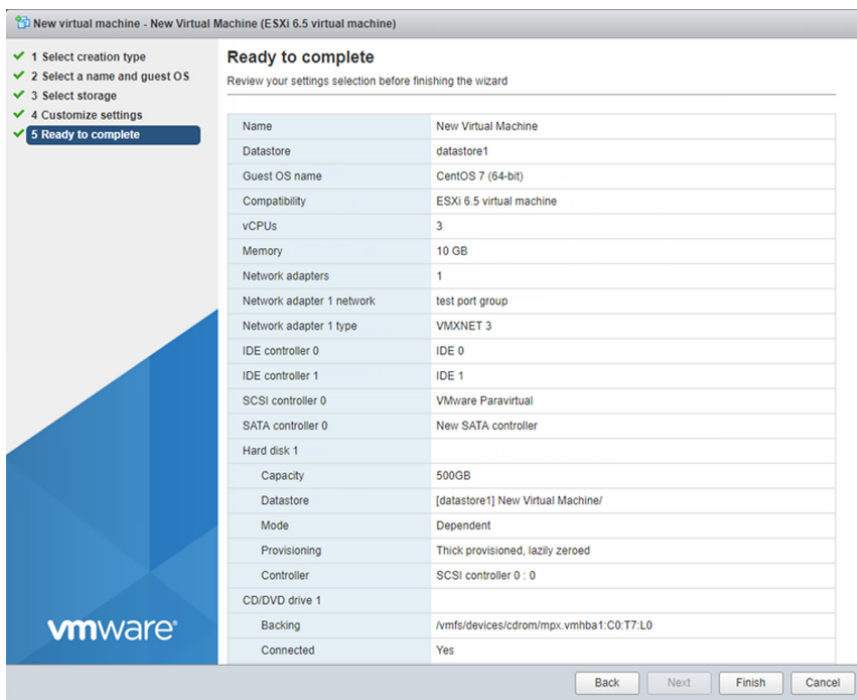 New virtual machine - New Virtual Machine (ESXi 6.5 virtual machine)
1 Select creation type
2 Select a name and guest OS
3 Select storage
4 Customize settings
5 Ready to complete
Ready to complete
Review your settings selection before finishing the wizard
Name New Virtual Machine
Datastore datastore1
Guest OS name CentOS 7 (64-bit)
Compatibility ESXi 6.5 virtual machine
vCPUs 3
Memory 10 GB
Network adapters 1
Network adapter 1 network test port group
Network adapter 1 type VMXNET 3
IDE controller 0 IDE 0
IDE controller 1 IDE 1
SCSI controller 0 VMware Paravirtual
SATA controller 0 New SATA controller
Hard disk 1
Capacity 500GB
Datastore [datastore1] New Virtual Machine/
Mode Dependent
Provisioning Thick provisioned, lazily zeroed
Controller SCSI controller 0 : 0
CD/DVD drive 1
Backing /vmfs/devices/cdrom/mpx.vmhba1:C0:T7:L0
Connected Yes
vmware
Back Next Finish Cancel